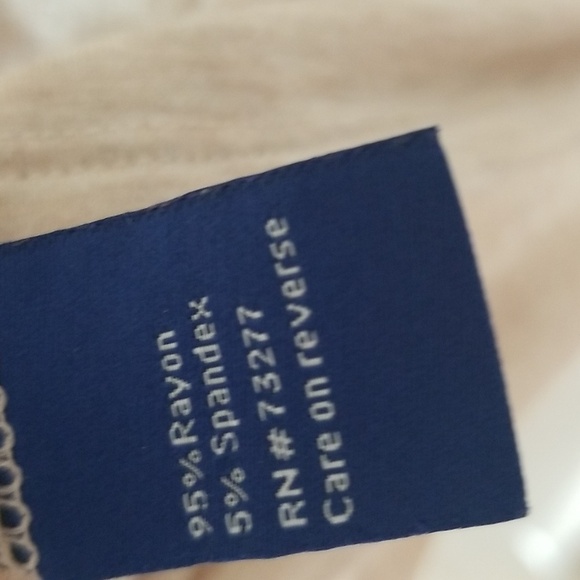 95%Rayon
5% Spandex
RN#73277
Care on reverse